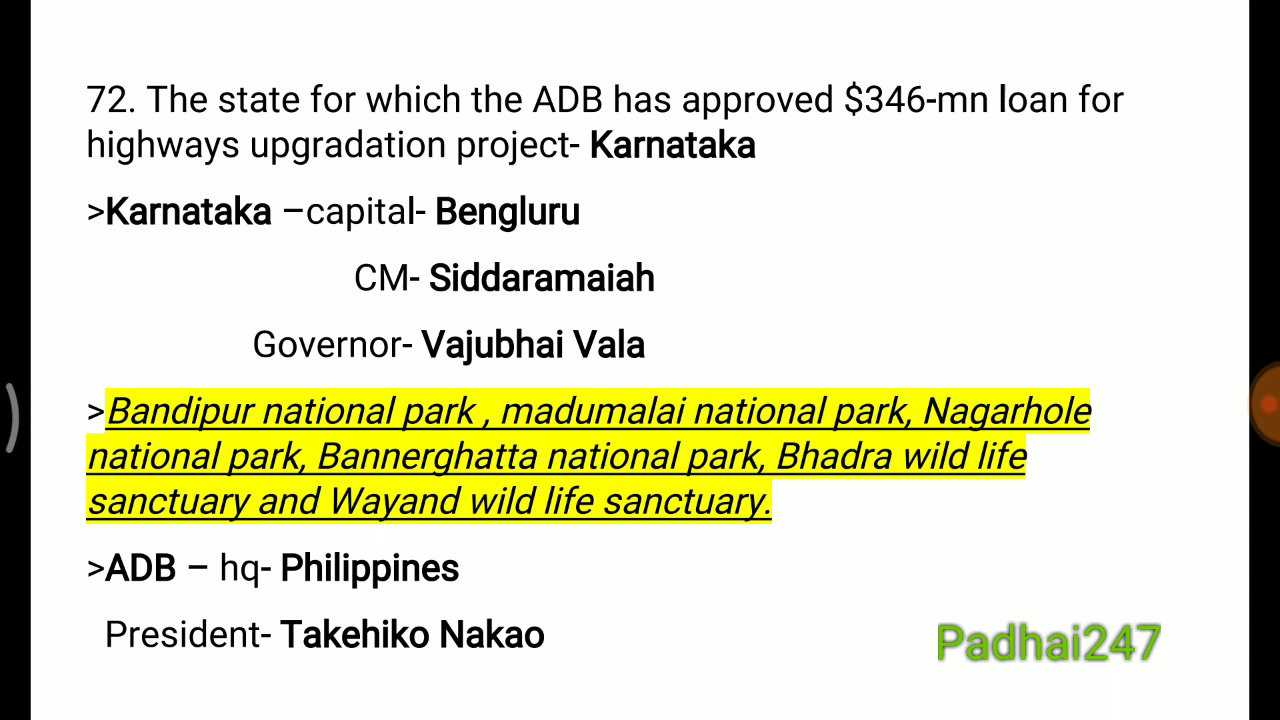 72. The state for which the ADB has approved $346-mn loan for
highways upgradation project- Karnataka
>Karnataka –capital- Bengluru
CM- Siddaramaiah
Governor- Vajubhai Vala
>Bandipur national park , madumalai national park, Nagarhole
national park, Bannerghatta national park, Bhadra wild life
sanctuary and Wayand wild life sanctuary.
>ADB – hq- Philippines
President- Takehiko Nakao
Padhai247